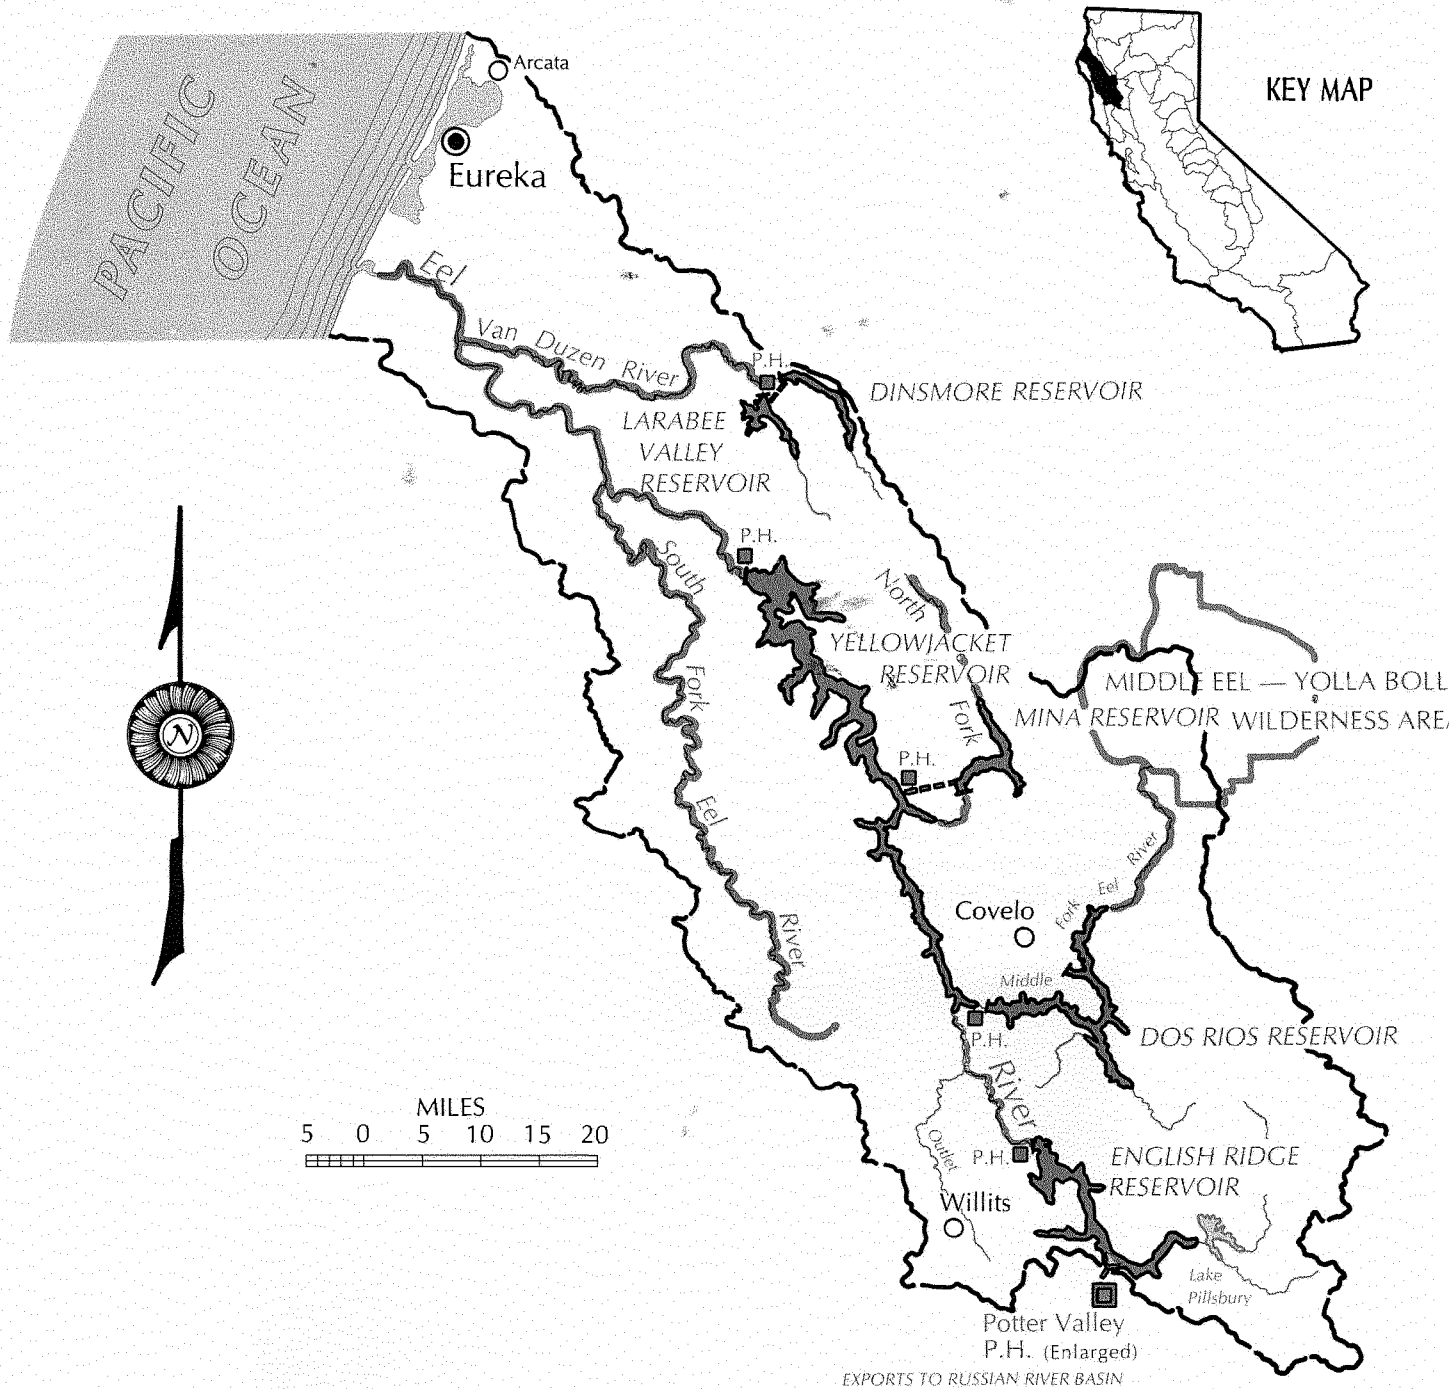 Arcata
KEY MAP
PACIFIC
OCEAN
Eureka
Eel
Van Duzen River
P.H.
DINSMORE RESERVOIR
LARABEE
VALLEY
RESERVOIR
P.H.
South
North
YELLOWJACKET
RESERVOIR
Fork
Fork
MIDDLE EEL — YOLLA BOLL
MINA RESERVOIR
WILDERNESS AREA
P.H.
Eel
River
Eel
Fork
Covelo
River
Middle
N
DOS RIOS RESERVOIR
P.H.
River
MILES
5 0 5 10 15 20
Outlet
P.H.
ENGLISH RIDGE
RESERVOIR
Willits
Lake
Pillsbury
Potter Valley
P.H. (Enlarged)
EXPORTS TO RUSSIAN RIVER BASIN